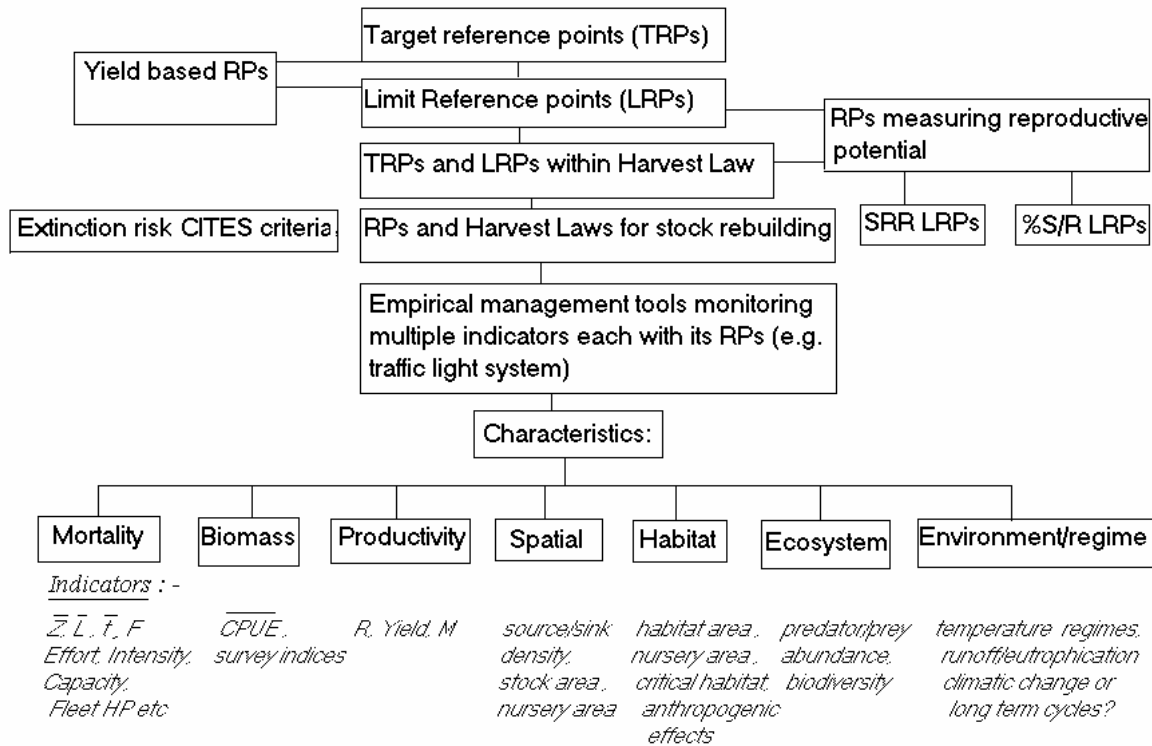 Target reference points (TRPs)
Yield based RPs
Limit Reference points (LRPs)
RPs measuring reproductive
potential
TRPs and LRPs within Harvest Law
Extinction risk CITES criteria.
RPs and Harvest Laws for stock rebuilding
SRR LRPs
%S/R LRPs
Empirical management tools monitoring
multiple indicators each with its RPs (e.g.
traffic light system)
Characteristics:
Mortality
Biomass
Productivity
Spatial
Habitat
Ecosystem
Environment/regime
Indicators : -
Z̅, L̅, t̅, F
Effort, Intensity,
Capacity,
Fleet HP etc
C̅P̅U̅E̅,
survey indices
R, Yield, M
source/sink
density,
stock area,
nursery area
habitat area,
nursery area,
critical habitat,
anthropogenic
effects
predator/prey
abundance,
biodiversity
temperature regimes,
runoff/eutrophication
climatic change or
long term cycles?